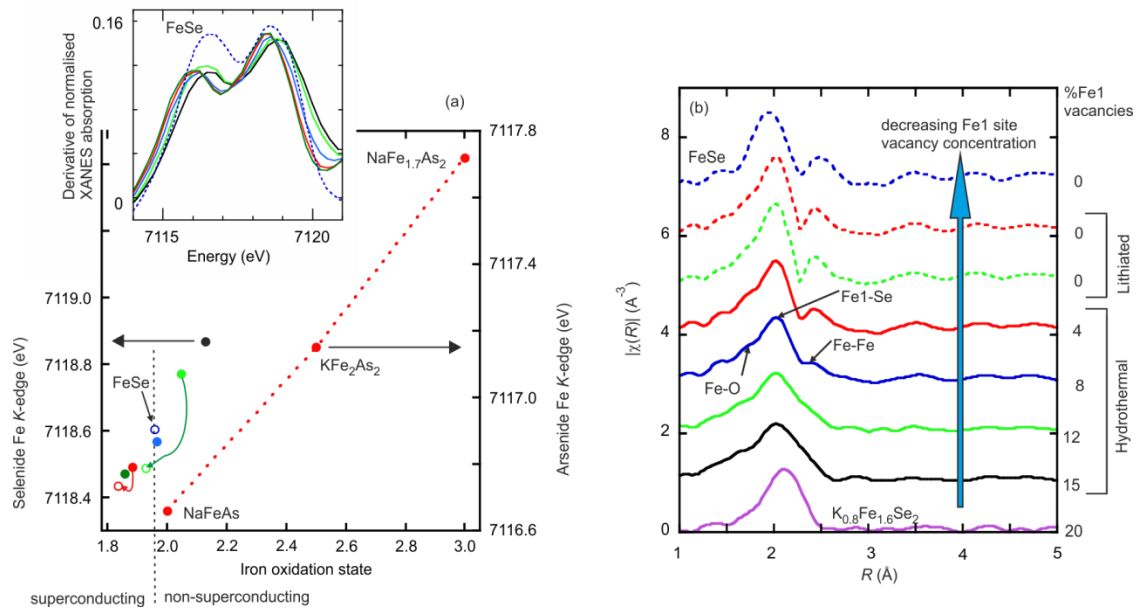 FeSe
0.16
Derivative of normalised
XANES absorption
0
7115
7120
Energy (eV)
(a)
NaFe1.7As2
7117.8
7117.4
7117.0
7116.6
Arsenide Fe K-edge (eV)
7119.0
7118.8
7118.6
7118.4
Selenide Fe K-edge (eV)
FeSe
KFe2As2
NaFeAs
1.8
2.0
2.2
2.4
2.6
2.8
3.0
Iron oxidation state
superconducting
non-superconducting
(b)
%Fe1
vacancies
decreasing Fe1 site
vacancy concentration
FeSe
Fe1-Se
Fe-Fe
Fe-O
K0.8Fe1.6Se2
8
6
4
2
0
|χ(R)| (A-3)
0
0
0
4
8
12
15
20
Lithiated
Hydrothermal
1
2
3
4
5
R (Å)